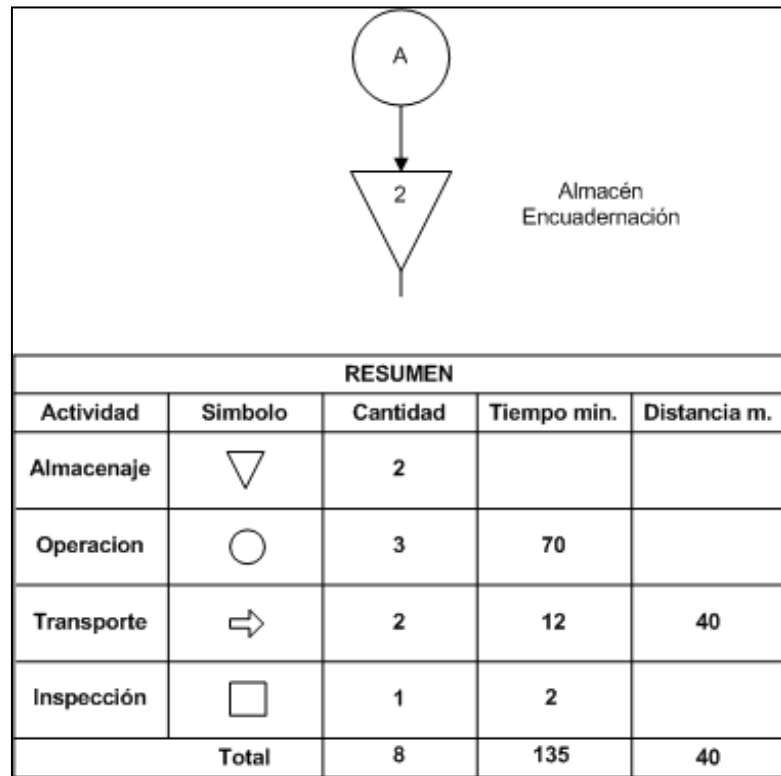 A
2
Almacén
Encuadernación
RESUMEN
Actividad Simbolo Cantidad Tiempo min. Distancia m.
Almacenaje 2
Operacion 3 70
Transporte 2 12 40
Inspección 1 2
Total 8 135 40